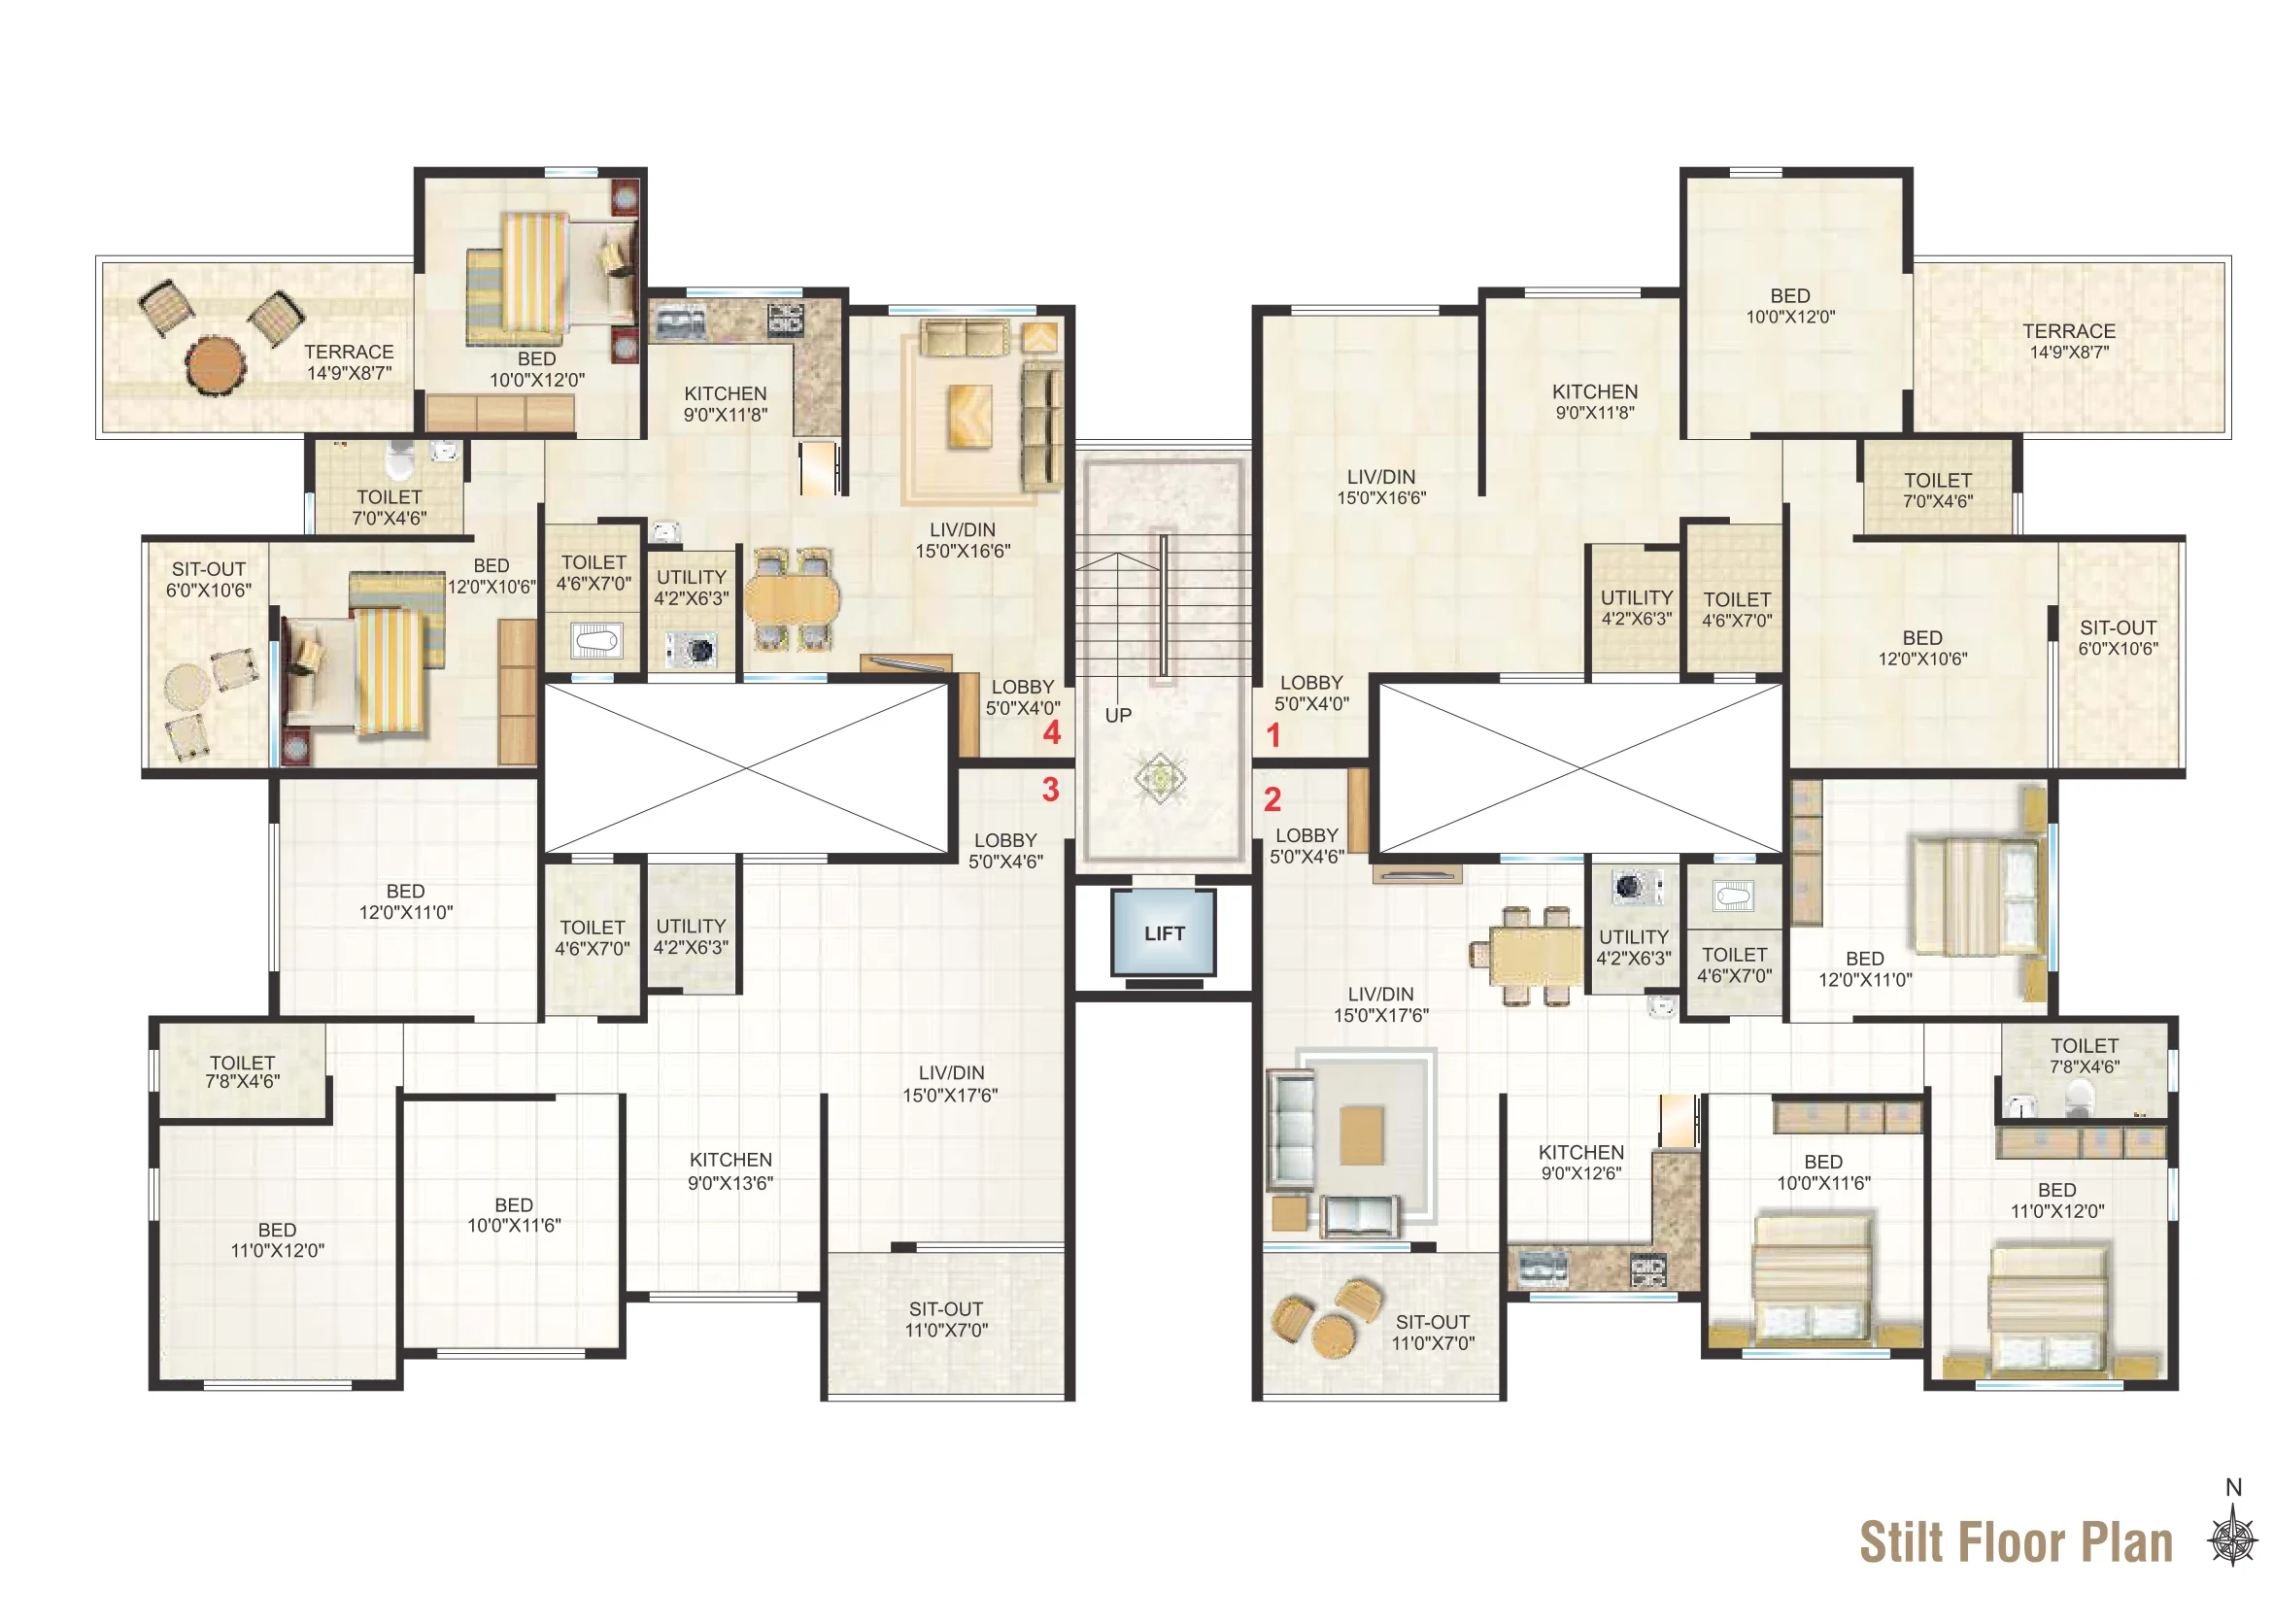 BED
10'0"X12'0"
TERRACE
14'9"X8'7"
KITCHEN
9'0"X11'8"
TOILET
7'0"X4'6"
LIV/DIN
15'0"X16'6"
SIT-OUT
6'0"X10'6"
BED
12'0"X10'6"
TOILET
4'6"X7'0"
UTILITY
4'2"X6'3"
LOBBY
5'0"X4'0"
4
UP
BED
10'0"X12'0"
TERRACE
14'9"X8'7"
KITCHEN
9'0"X11'8"
LIV/DIN
15'0"X16'6"
TOILET
7'0"X4'6"
UTILITY
4'2"X6'3"
TOILET
4'6"X7'0"
BED
12'0"X10'6"
SIT-OUT
6'0"X10'6"
LOBBY
5'0"X4'0"
1
3
LOBBY
5'0"X4'6"
BED
12'0"X11'0"
TOILET
4'6"X7'0"
UTILITY
4'2"X6'3"
TOILET
7'8"X4'6"
LIV/DIN
15'0"X17'6"
KITCHEN
9'0"X13'6"
BED
10'0"X11'6"
BED
11'0"X12'0"
SIT-OUT
11'0"X7'0"
LIFT
2
LOBBY
5'0"X4'6"
UTILITY
4'2"X6'3"
TOILET
4'6"X7'0"
BED
12'0"X11'0"
LIV/DIN
15'0"X17'6"
TOILET
7'8"X4'6"
KITCHEN
9'0"X12'6"
BED
10'0"X11'6"
BED
11'0"X12'0"
SIT-OUT
11'0"X7'0"
N
Stilt Floor Plan